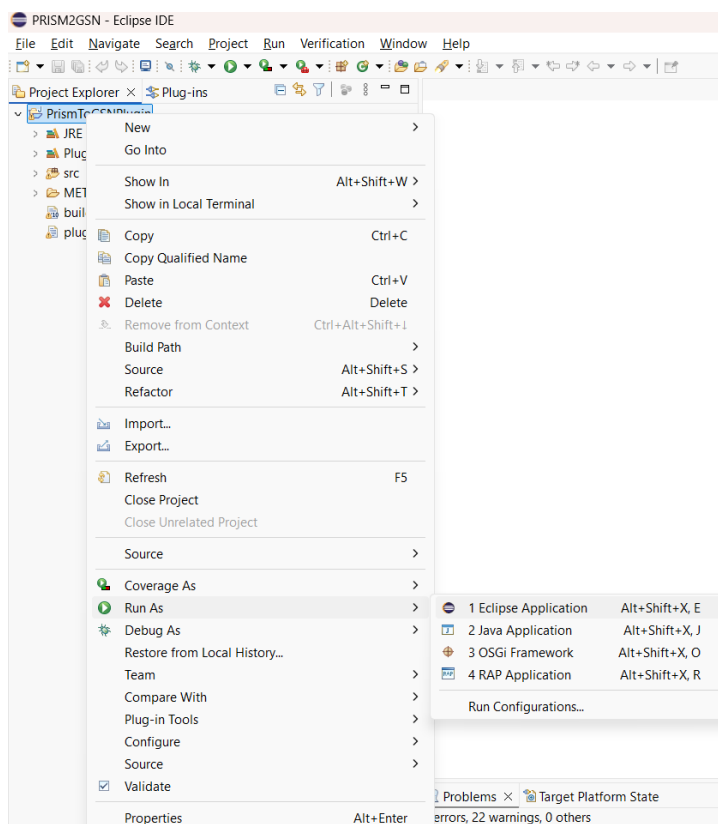 PRISM2GSN - Eclipse IDE
File Edit Navigate Search Project Run Verification Window Help
Project Explorer Plug-ins
PrismToGSNPlugin
JRE
Plug
src
MET
buil
plug
New
Go Into
Show In Alt+Shift+W
Show in Local Terminal
Copy Ctrl+C
Copy Qualified Name
Paste Ctrl+V
Delete Delete
Remove from Context Ctrl+Alt+Shift+↓
Build Path
Source Alt+Shift+S
Refactor Alt+Shift+T
Import...
Export...
Refresh F5
Close Project
Close Unrelated Project
Source
Coverage As
Run As
Debug As
Restore from Local History...
Team
Compare With
Plug-in Tools
Configure
Source
Validate
Properties Alt+Enter
1 Eclipse Application Alt+Shift+X, E
2 Java Application Alt+Shift+X, J
3 OSGi Framework Alt+Shift+X, O
4 RAP Application Alt+Shift+X, R
Run Configurations...
Problems Target Platform State
errors, 22 warnings, 0 others